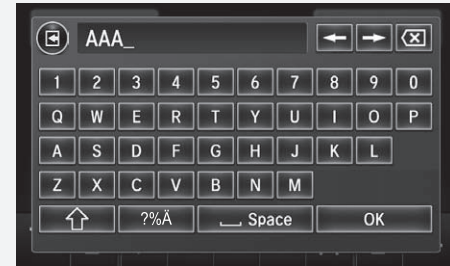 AAA_
1 2 3 4 5 6 7 8 9 0
Q W E R T Y U I O P
A S D F G H J K L
Z X C V B N M
?%Ä Space OK